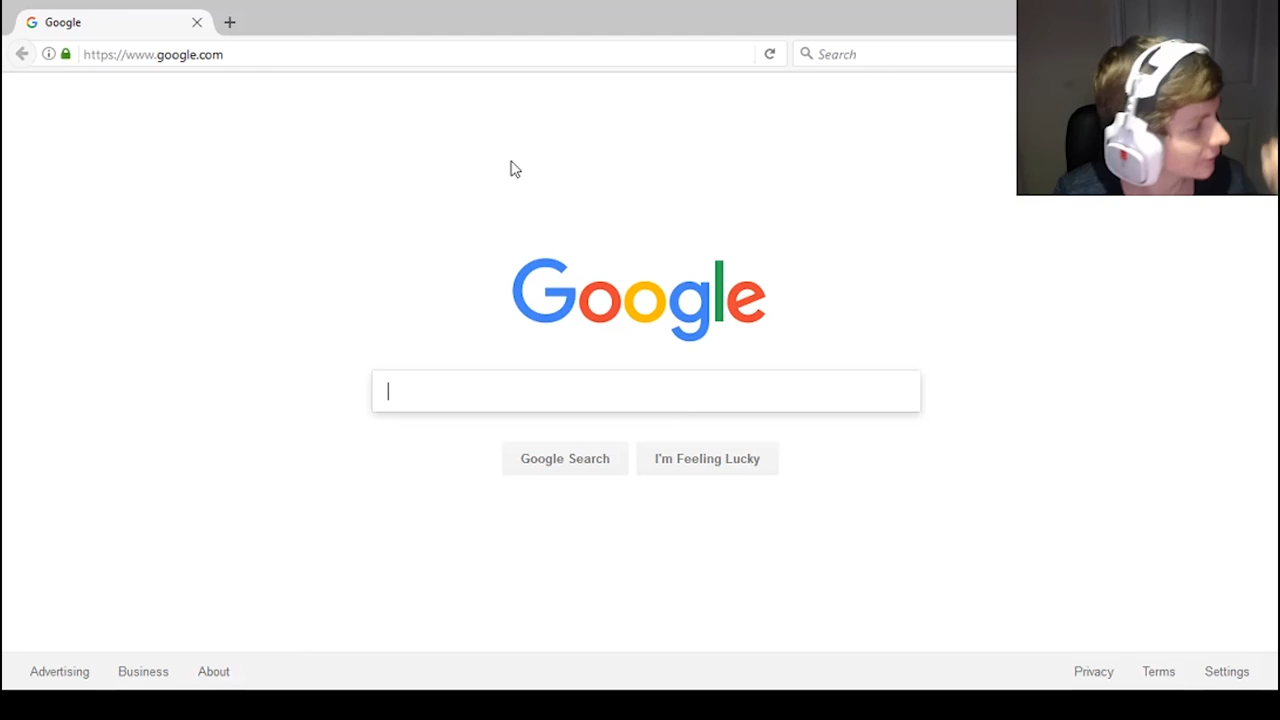 Google
https://www.google.com
Search
Google
Google Search
I'm Feeling Lucky
Advertising
Business
About
Privacy
Terms
Settings